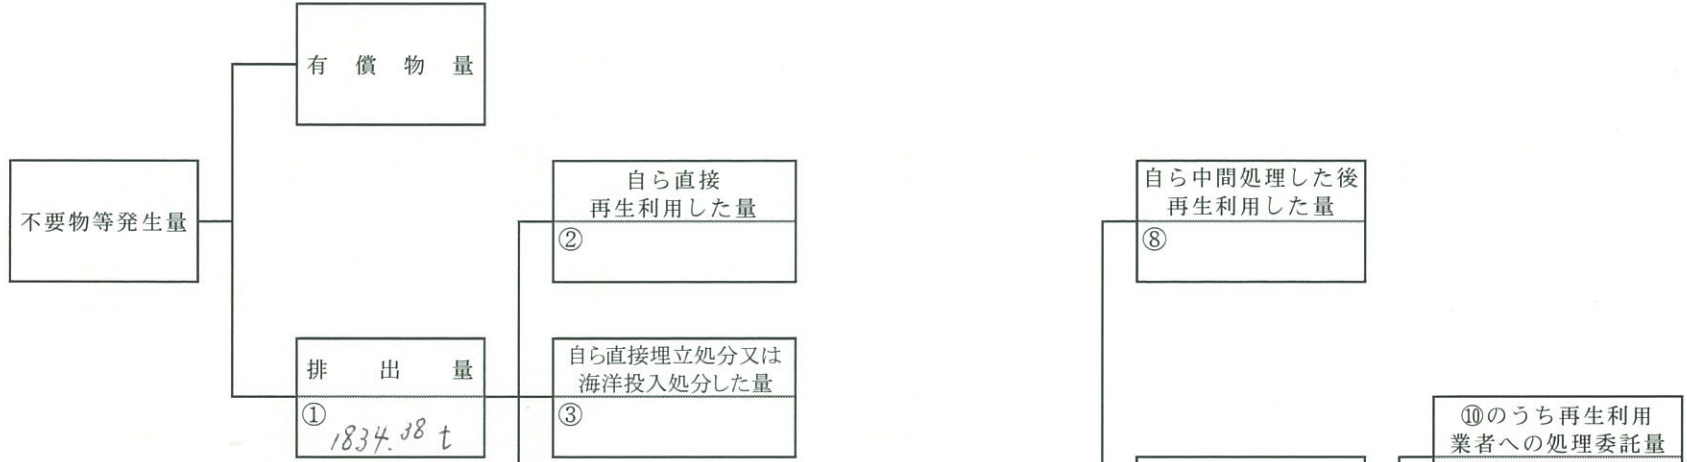 有償物量
不要物等発生量
自ら直接
再生利用した量
②
自ら中間処理した後
再生利用した量
⑧
排出量
①
1834.38 t
自ら直接埋立処分又は
海洋投入処分した量
③
⑩のうち再生利用
業者への処理委託量